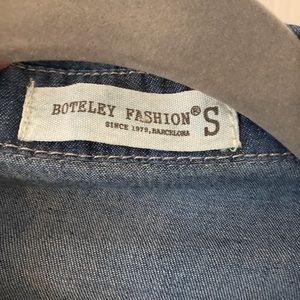 BOTELEY FASHION® S
SINCE 1979, BARCELONA